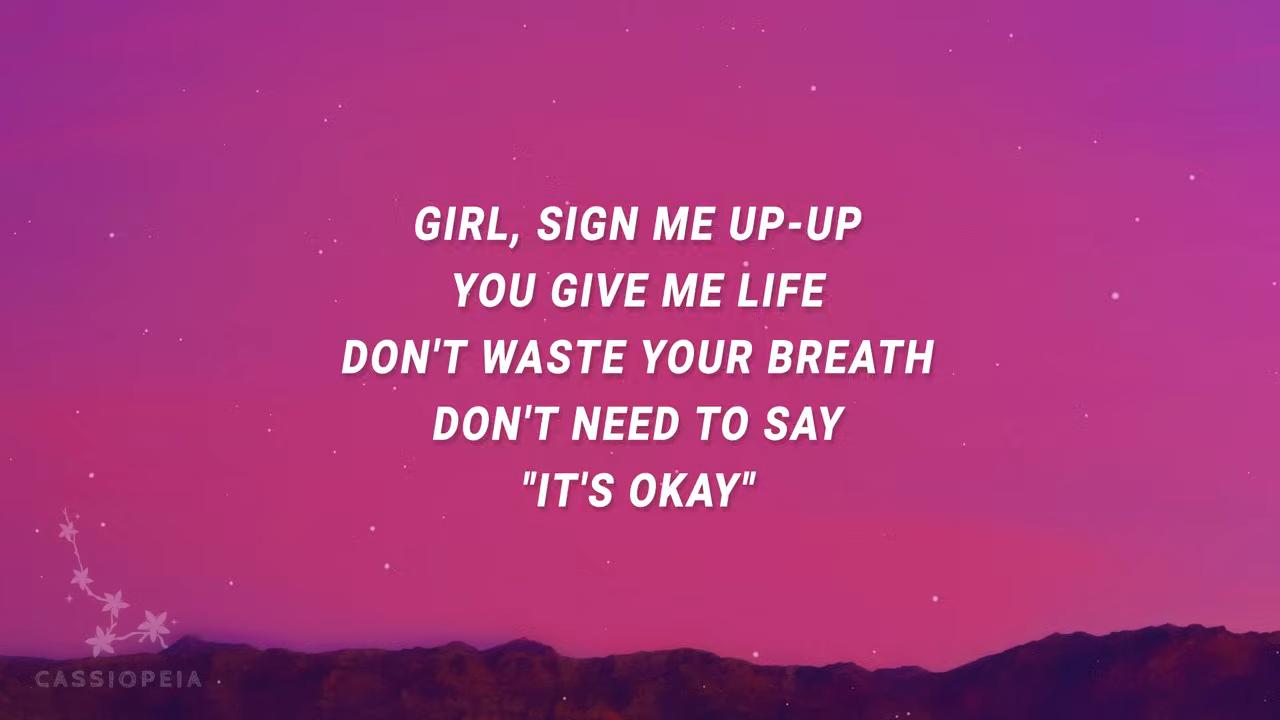 GIRL, SIGN ME UP-UP
YOU GIVE ME LIFE
DON'T WASTE YOUR BREATH
DON'T NEED TO SAY
"IT'S OKAY"
CASSIOPEIA